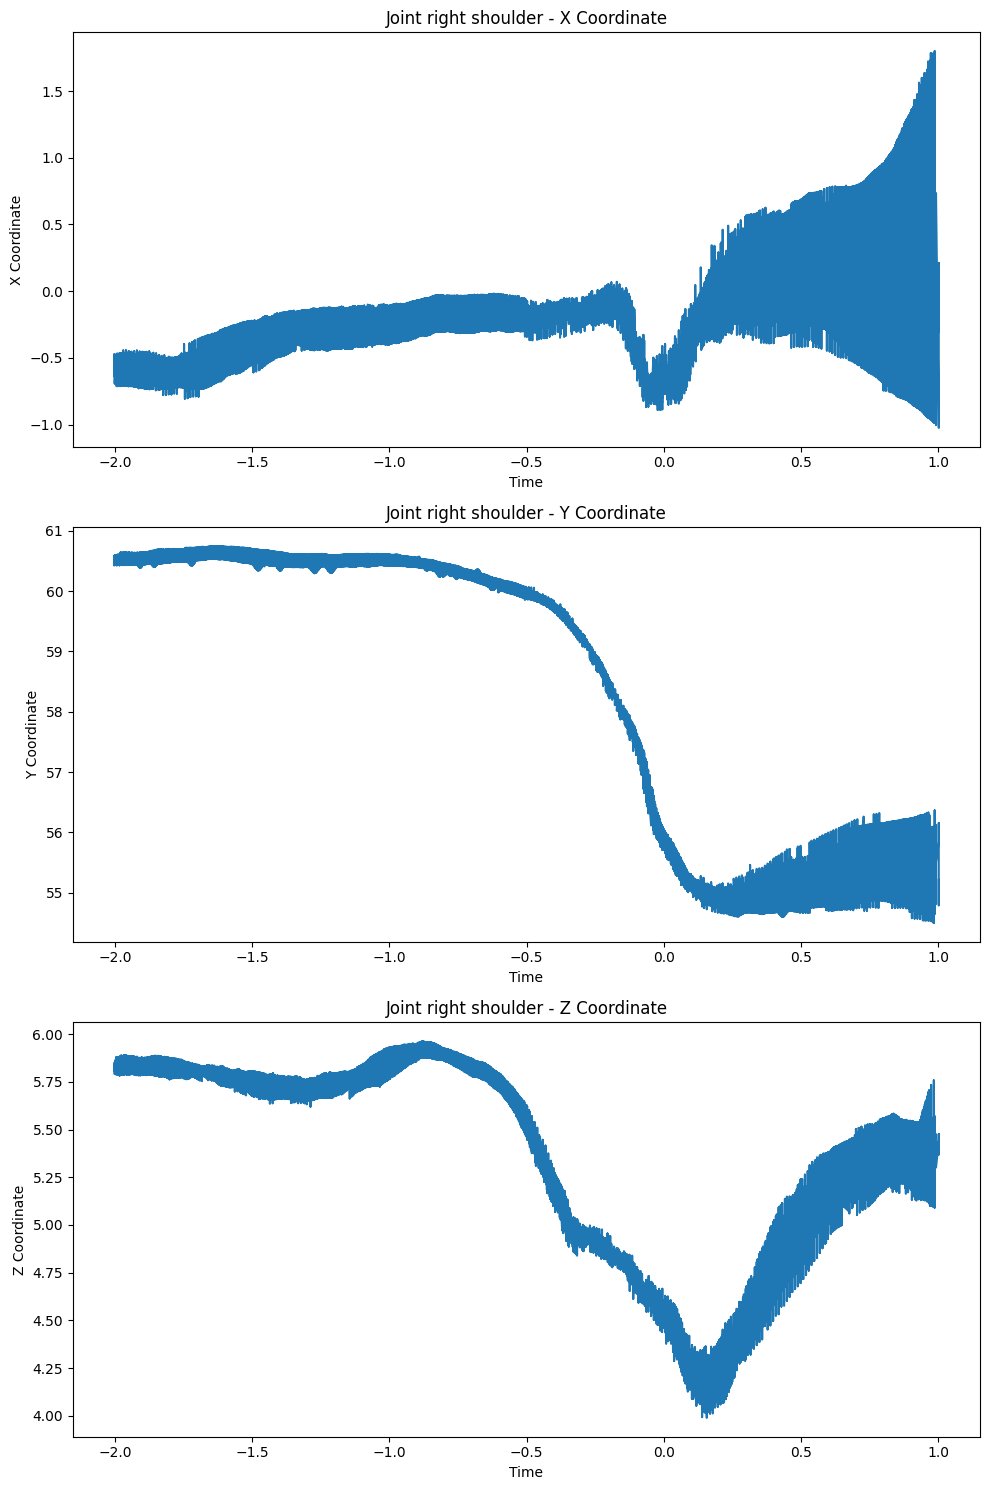 Joint right shoulder - X Coordinate
1.5
1.0
0.5
0.0
−0.5
−1.0
X Coordinate
−2.0 −1.5 −1.0 −0.5 0.0 0.5 1.0
Time
Joint right shoulder - Y Coordinate
61
60
59
58
57
56
55
Y Coordinate
−2.0 −1.5 −1.0 −0.5 0.0 0.5 1.0
Time
Joint right shoulder - Z Coordinate
6.00
5.75
5.50
5.25
5.00
4.75
4.50
4.25
4.00
Z Coordinate
−2.0 −1.5 −1.0 −0.5 0.0 0.5 1.0
Time